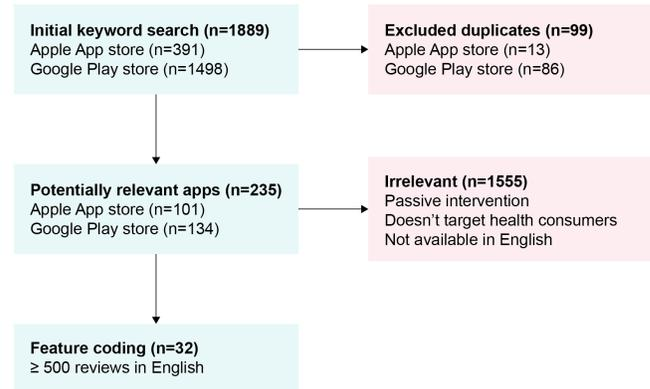 Initial keyword search (n=1889)
Apple App store (n=391)
Google Play store (n=1498)
Excluded duplicates (n=99)
Apple App store (n=13)
Google Play store (n=86)
Potentially relevant apps (n=235)
Apple App store (n=101)
Google Play store (n=134)
Irrelevant (n=1555)
Passive intervention
Doesn’t target health consumers
Not available in English
Feature coding (n=32)
≥ 500 reviews in English